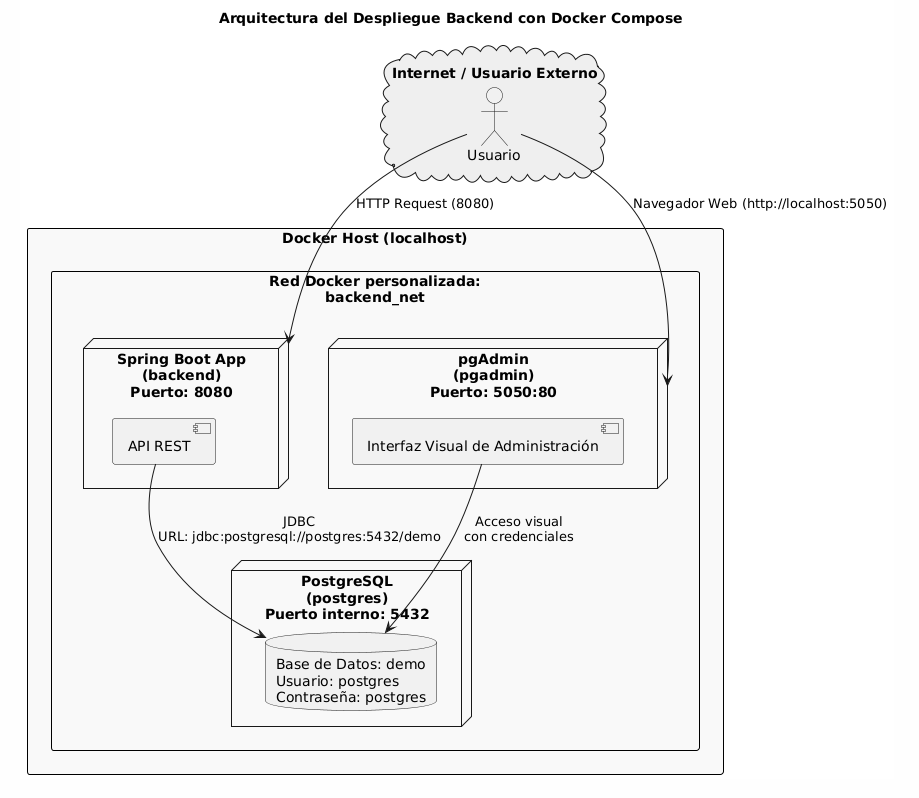 Arquitectura del Despliegue Backend con Docker Compose
Internet / Usuario Externo
Usuario
HTTP Request (8080)
Navegador Web (http://localhost:5050)
Docker Host (localhost)
Red Docker personalizada:
backend_net
Spring Boot App
(backend)
Puerto: 8080
API REST
pgAdmin
(pgadmin)
Puerto: 5050:80
Interfaz Visual de Administración
JDBC
URL: jdbc:postgresql://postgres:5432/demo
Acceso visual
con credenciales
PostgreSQL
(postgres)
Puerto interno: 5432
Base de Datos: demo
Usuario: postgres
Contraseña: postgres